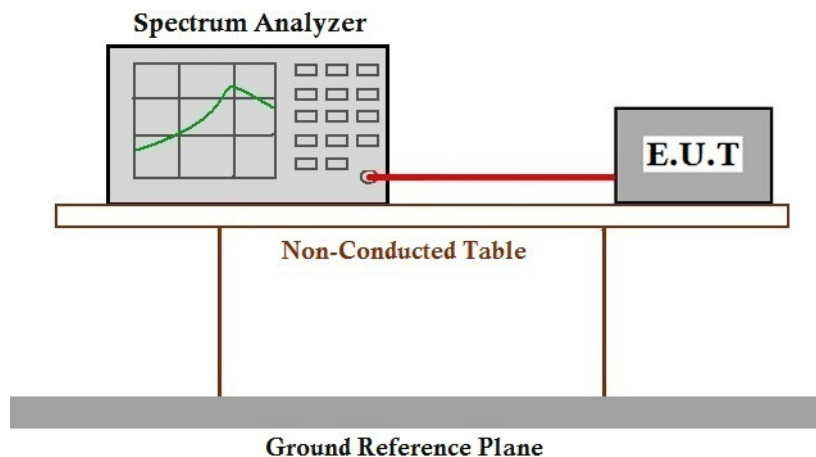 Spectrum Analyzer
E.U.T
Non-Conducted Table
Ground Reference Plane